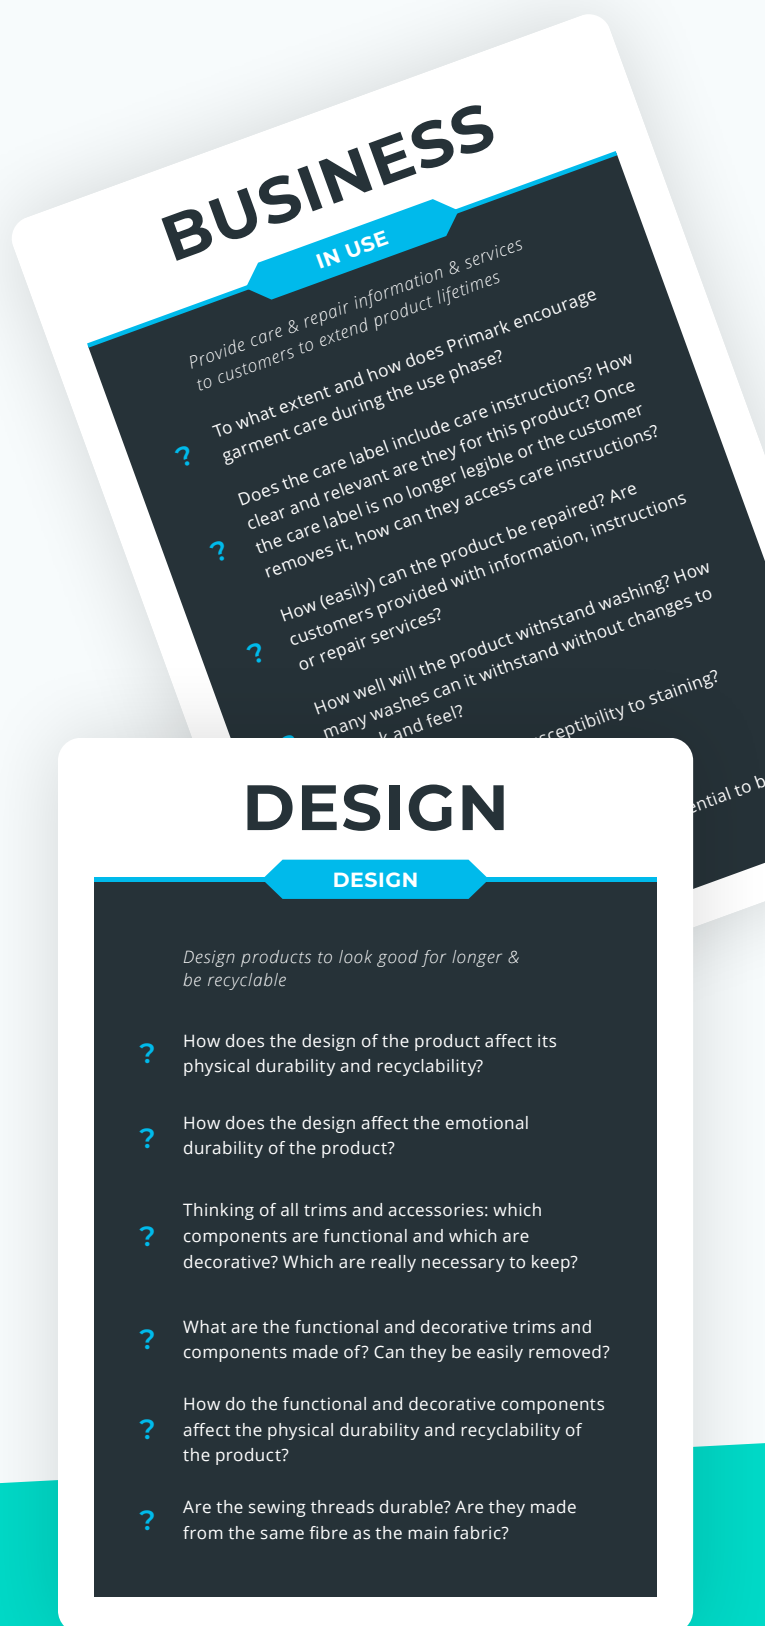 BUSINESS
IN USE
Provide care & repair information & services
to customers to extend product lifetimes
? To what extent and how does Primark encourage
garment care during the use phase?
? Does the care label include care instructions? How
clear and relevant are they for this product? Once
the care label is no longer legible or the customer
removes it, how can they access care instructions?
? How (easily) can the product be repaired? Are
customers provided with information, instructions
or repair services?
How well will the product withstand washing? How
many washes can it withstand without changes to
and feel?
to staining?
to
DESIGN
DESIGN
Design products to look good for longer &
be recyclable
? How does the design of the product affect its
physical durability and recyclability?
? How does the design affect the emotional
durability of the product?
? Thinking of all trims and accessories: which
components are functional and which are
decorative? Which are really necessary to keep?
? What are the functional and decorative trims and
components made of? Can they be easily removed?
? How do the functional and decorative components
affect the physical durability and recyclability of
the product?
? Are the sewing threads durable? Are they made
from the same fibre as the main fabric?